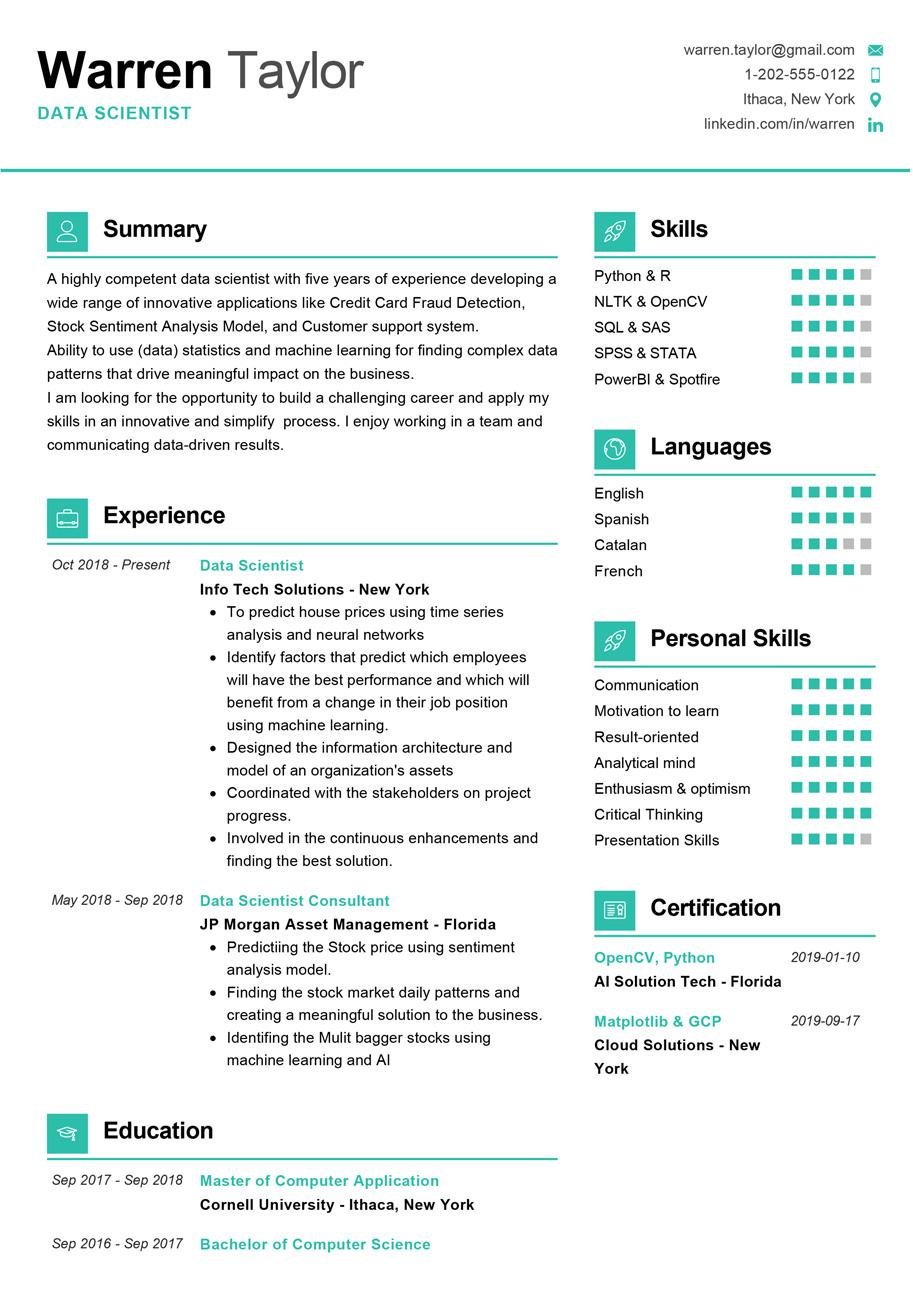 Warren Taylor
DATA SCIENTIST
warren.taylor@gmail.com
1-202-555-0122
Ithaca, New York
linkedin.com/in/warren
in
Summary
A highly competent data scientist with five years of experience developing a
wide range of innovative applications like Credit Card Fraud Detection,
Stock Sentiment Analysis Model, and Customer support system.
Ability to use (data) statistics and machine learning for finding complex data
patterns that drive meaningful impact on the business.
I am looking for the opportunity to build a challenging career and apply my
skills in an innovative and simplify  process. I enjoy working in a team and
communicating data-driven results.
Experience
Oct 2018 - Present
Data Scientist
Info Tech Solutions - New York
• To predict house prices using time series
analysis and neural networks
• Identify factors that predict which employees
will have the best performance and which will
benefit from a change in their job position
using machine learning.
• Designed the information architecture and
model of an organization's assets
• Coordinated with the stakeholders on project
progress.
• Involved in the continuous enhancements and
finding the best solution.
May 2018 - Sep 2018
Data Scientist Consultant
JP Morgan Asset Management - Florida
• Predictiing the Stock price using sentiment
analysis model.
• Finding the stock market daily patterns and
creating a meaningful solution to the business.
• Identifing the Mulit bagger stocks using
machine learning and AI
Education
Sep 2017 - Sep 2018
Master of Computer Application
Cornell University - Ithaca, New York
Sep 2016 - Sep 2017
Bachelor of Computer Science
Skills
Python & R
NLTK & OpenCV
SQL & SAS
SPSS & STATA
PowerBI & Spotfire
Languages
English
Spanish
Catalan
French
Personal Skills
Communication
Motivation to learn
Result-oriented
Analytical mind
Enthusiasm & optimism
Critical Thinking
Presentation Skills
Certification
OpenCV, Python
2019-01-10
AI Solution Tech - Florida
Matplotlib & GCP
2019-09-17
Cloud Solutions - New
York